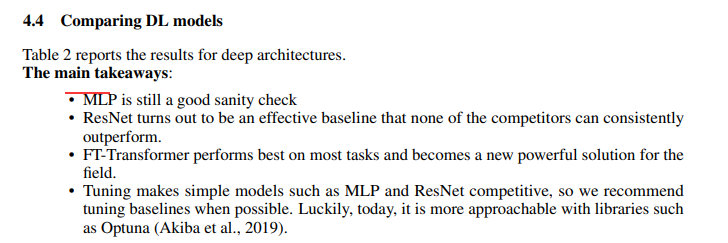 4.4 Comparing DL models
Table 2 reports the results for deep architectures.
The main takeaways:
• MLP is still a good sanity check
• ResNet turns out to be an effective baseline that none of the competitors can consistently
outperform.
• FT-Transformer performs best on most tasks and becomes a new powerful solution for the
field.
• Tuning makes simple models such as MLP and ResNet competitive, so we recommend
tuning baselines when possible. Luckily, today, it is more approachable with libraries such
as Optuna (Akiba et al., 2019).